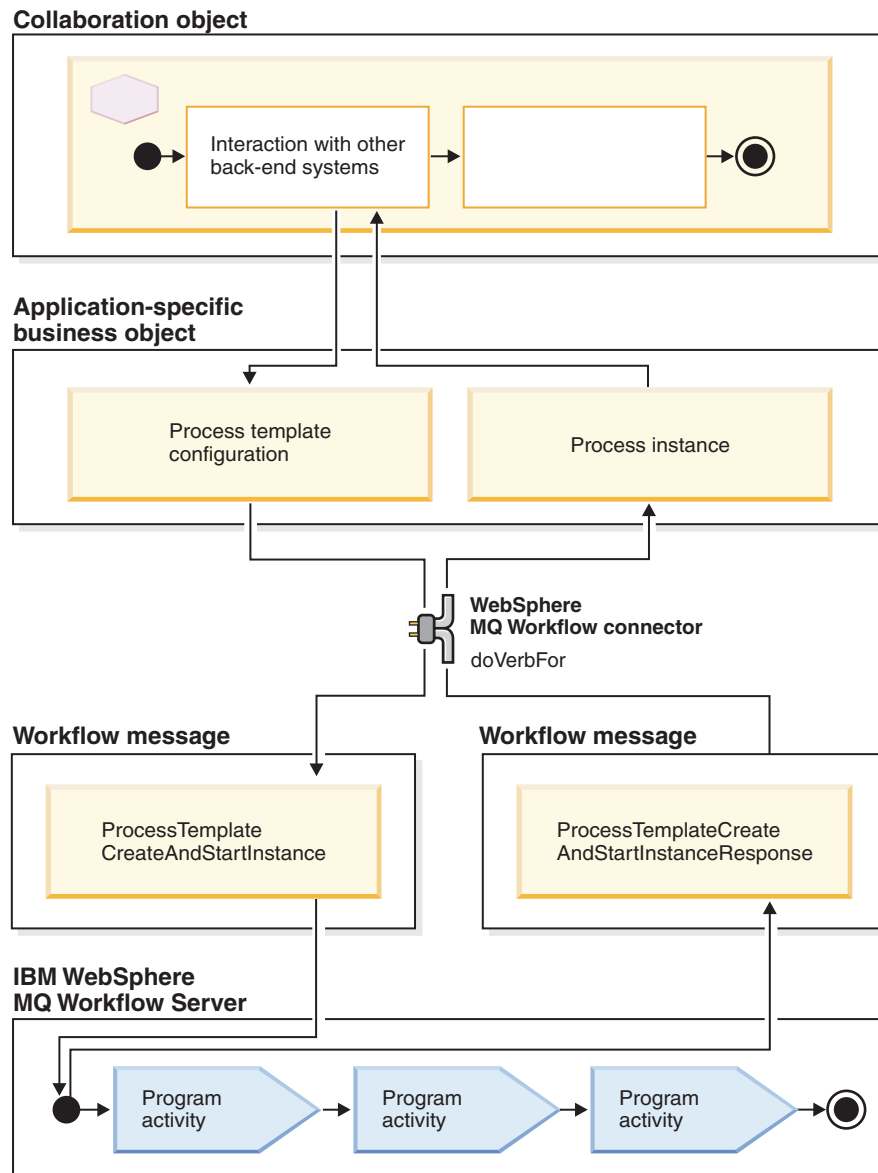 Collaboration object
Interaction with other
back-end systems
Application-specific
business object
Process template
configuration
Process instance
WebSphere
MQ Workflow connector
doVerbFor
Workflow message
Workflow message
ProcessTemplate
CreateAndStartInstance
ProcessTemplateCreate
AndStartInstanceResponse
IBM WebSphere
MQ Workflow Server
Program
activity
Program
activity
Program
activity